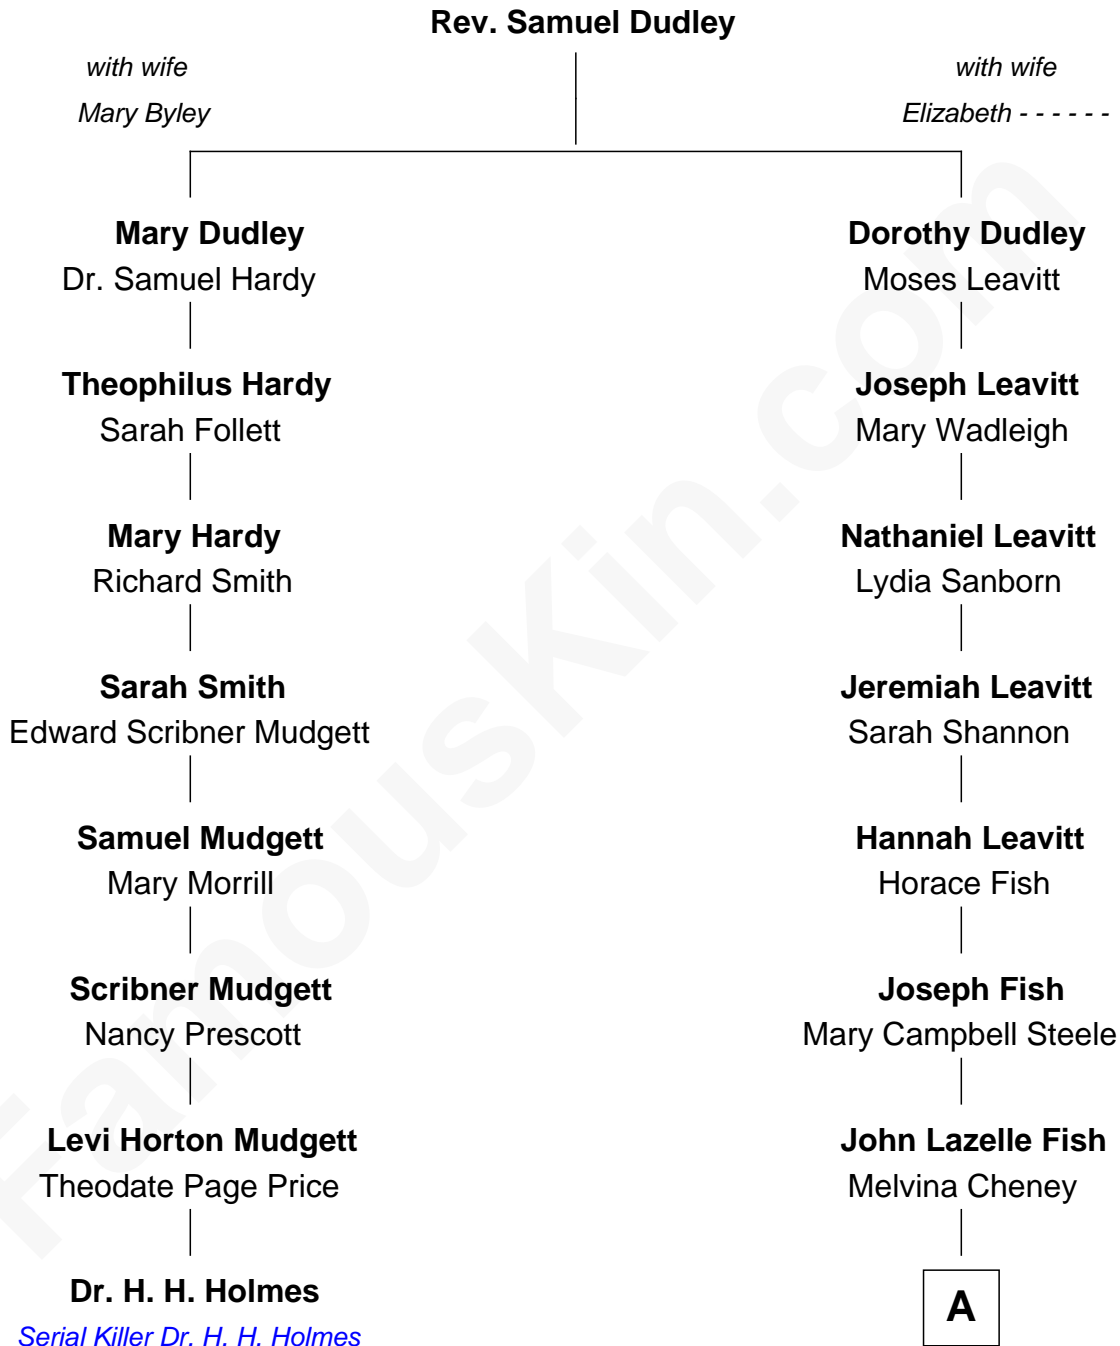 Rev. Samuel Dudley
with wife
Mary Byley
with wife
Elizabeth - - - - - -
Mary Dudley
Dr. Samuel Hardy
Dorothy Dudley
Moses Leavitt
Theophilus Hardy
Sarah Follett
Joseph Leavitt
Mary Wadleigh
Mary Hardy
Richard Smith
Nathaniel Leavitt
Lydia Sanborn
Sarah Smith
Edward Scribner Mudgett
Jeremiah Leavitt
Sarah Shannon
Samuel Mudgett
Mary Morrill
Hannah Leavitt
Horace Fish
Scribner Mudgett
Nancy Prescott
Joseph Fish
Mary Campbell Steele
Levi Horton Mudgett
Theodate Page Price
John Lazelle Fish
Melvina Cheney
Dr. H. H. Holmes
Serial Killer Dr. H. H. Holmes
A
FamousKin.com